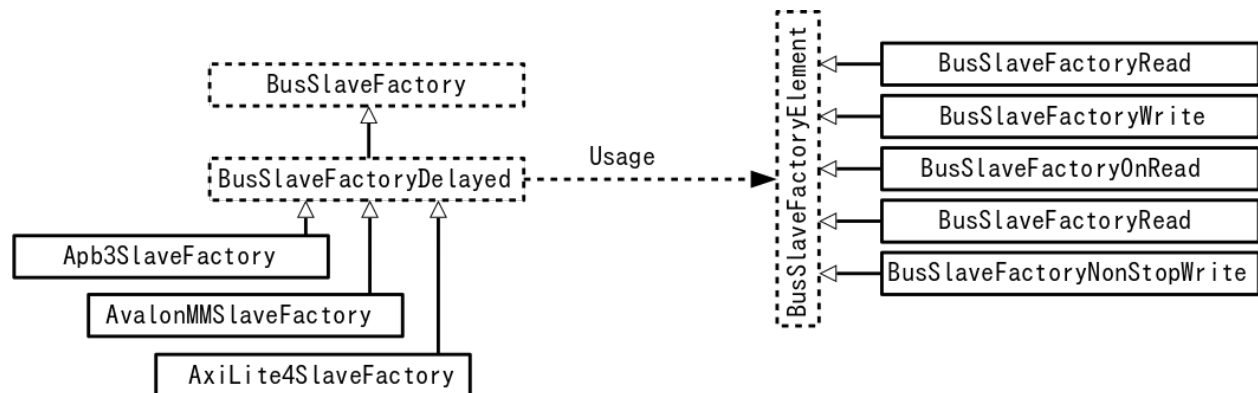 BusSlaveFactory
BusSlaveFactoryDelayed
Apb3SlaveFactory
AvalonMMSlaveFactory
AxiLite4SlaveFactory
Usage
BusSlaveFactoryElement
BusSlaveFactoryRead
BusSlaveFactoryWrite
BusSlaveFactoryOnRead
BusSlaveFactoryRead
BusSlaveFactoryNonStopWrite